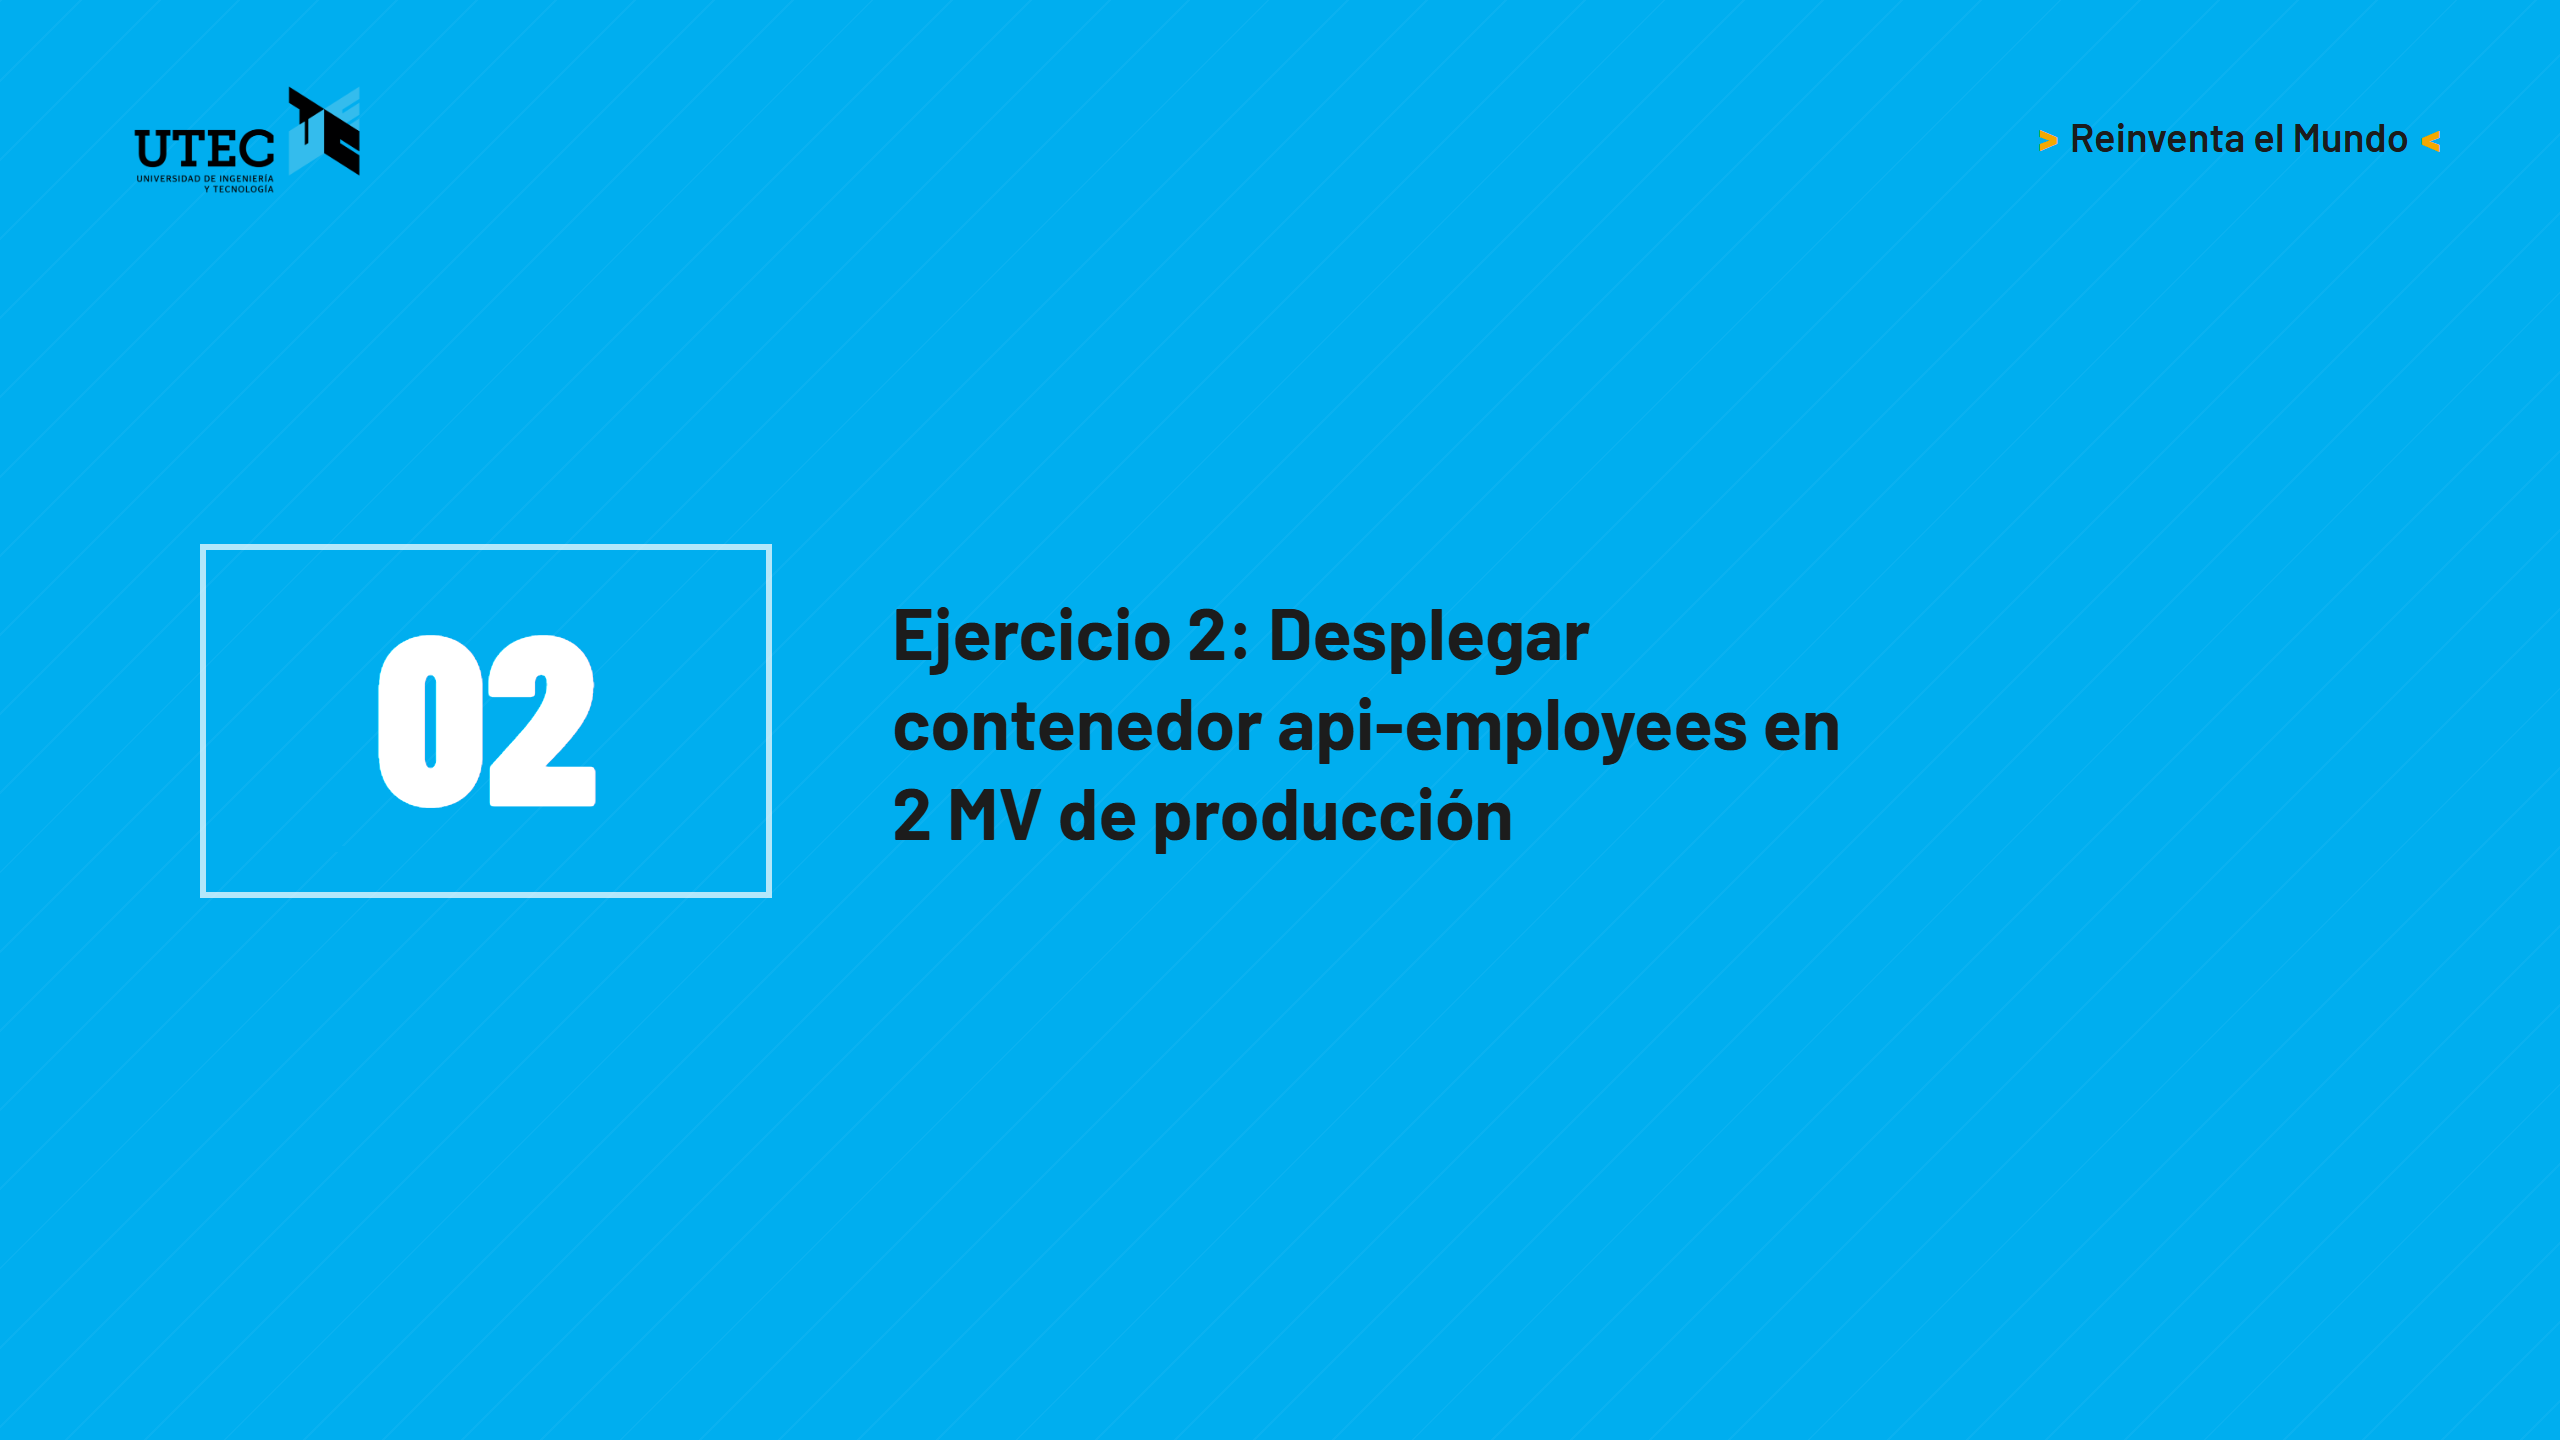 UTEC
UNIVERSIDAD DE INGENIERÍA
Y TECNOLOGÍA
> Reinventa el Mundo <
02
Ejercicio 2: Desplegar
contenedor api-employees en
2 MV de producción